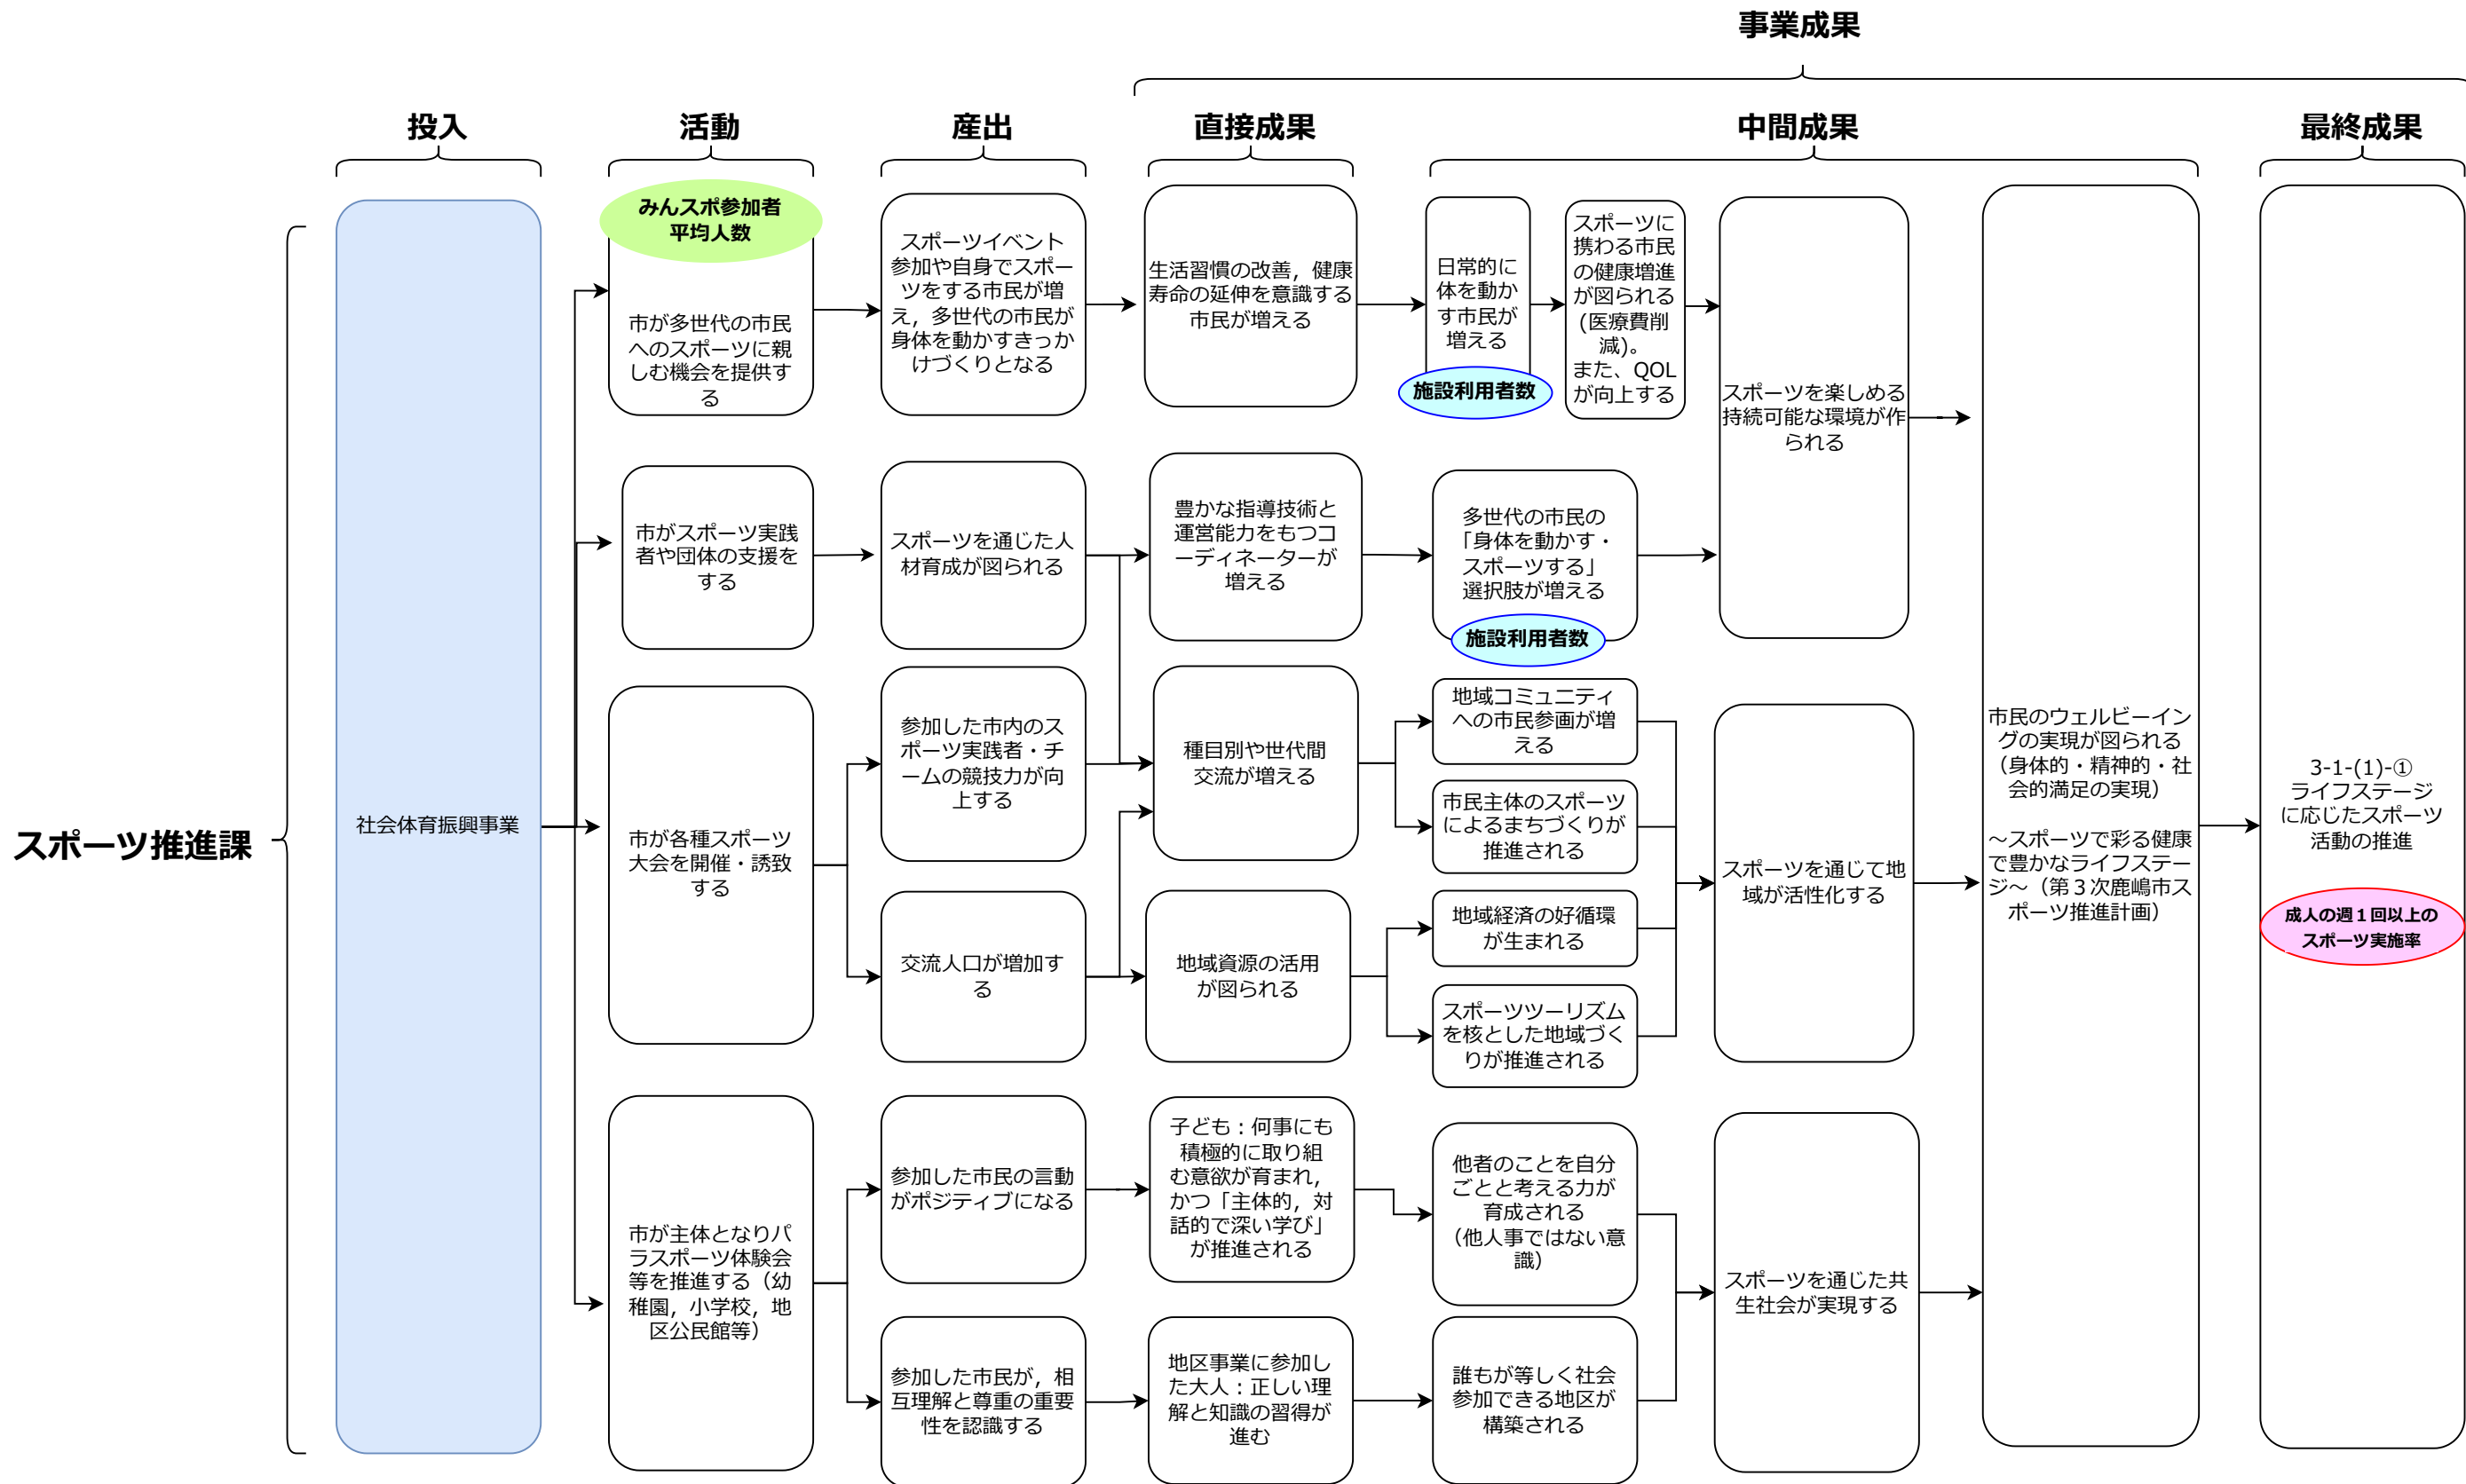 事業成果
投入
活動
産出
直接成果
中間成果
最終成果
スポーツ推進課
社会体育振興事業
みんスポ参加者
平均人数
市が多世代の市民
へのスポーツに親
しむ機会を提供す
る
スポーツイベント
参加や自身でスポー
ツをする市民が増
え，多世代の市民が
身体を動かすきっか
けづくりとなる
生活習慣の改善，健康
寿命の延伸を意識する
市民が増える
日常的に
体を動か
す市民が
増える
施設利用者数
スポーツに
携わる市民
の健康増進
が図られる
(医療費削
減)。
また、QOL
が向上する
スポーツを楽しめる
持続可能な環境が作
られる
市がスポーツ実践
者や団体の支援を
する
スポーツを通じた人
材育成が図られる
豊かな指導技術と
運営能力をもつコ
ーディネーターが
増える
多世代の市民の
「身体を動かす・
スポーツする」
選択肢が増える
施設利用者数
市が各種スポーツ
大会を開催・誘致
する
参加した市内のス
ポーツ実践者・チ
ームの競技力が向
上する
種目別や世代間
交流が増える
地域コミュニティ
への市民参画が増
える
市民主体のスポーツ
によるまちづくりが
推進される
交流人口が増加す
る
地域資源の活用
が図られる
地域経済の好循環
が生まれる
スポーツツーリズム
を核とした地域づく
りが推進される
スポーツを通じて地
域が活性化する
市が主体となりパ
ラスポーツ体験会
等を推進する（幼
稚園，小学校，地
区公民館等）
参加した市民の言動
がポジティブになる
子ども：何事にも
積極的に取り組
む意欲が育まれ，
かつ「主体的，対
話的で深い学び」
が推進される
他者のことを自分
ごとと考える力が
育成される
（他人事ではない意
識）
参加した市民が，相
互理解と尊重の重要
性を認識する
地区事業に参加し
た大人：正しい理
解と知識の習得が
進む
誰もが等しく社会
参加できる地区が
構築される
スポーツを通じた共
生社会が実現する
市民のウェルビーイン
グの実現が図られる
（身体的・精神的・社
会的満足の実現）
～スポーツで彩る健康
で豊かなライフステー
ジ～（第３次鹿嶋市ス
ポーツ推進計画）
3-1-(1)-①
ライフステージ
に応じたスポーツ
活動の推進
成人の週１回以上の
スポーツ実施率